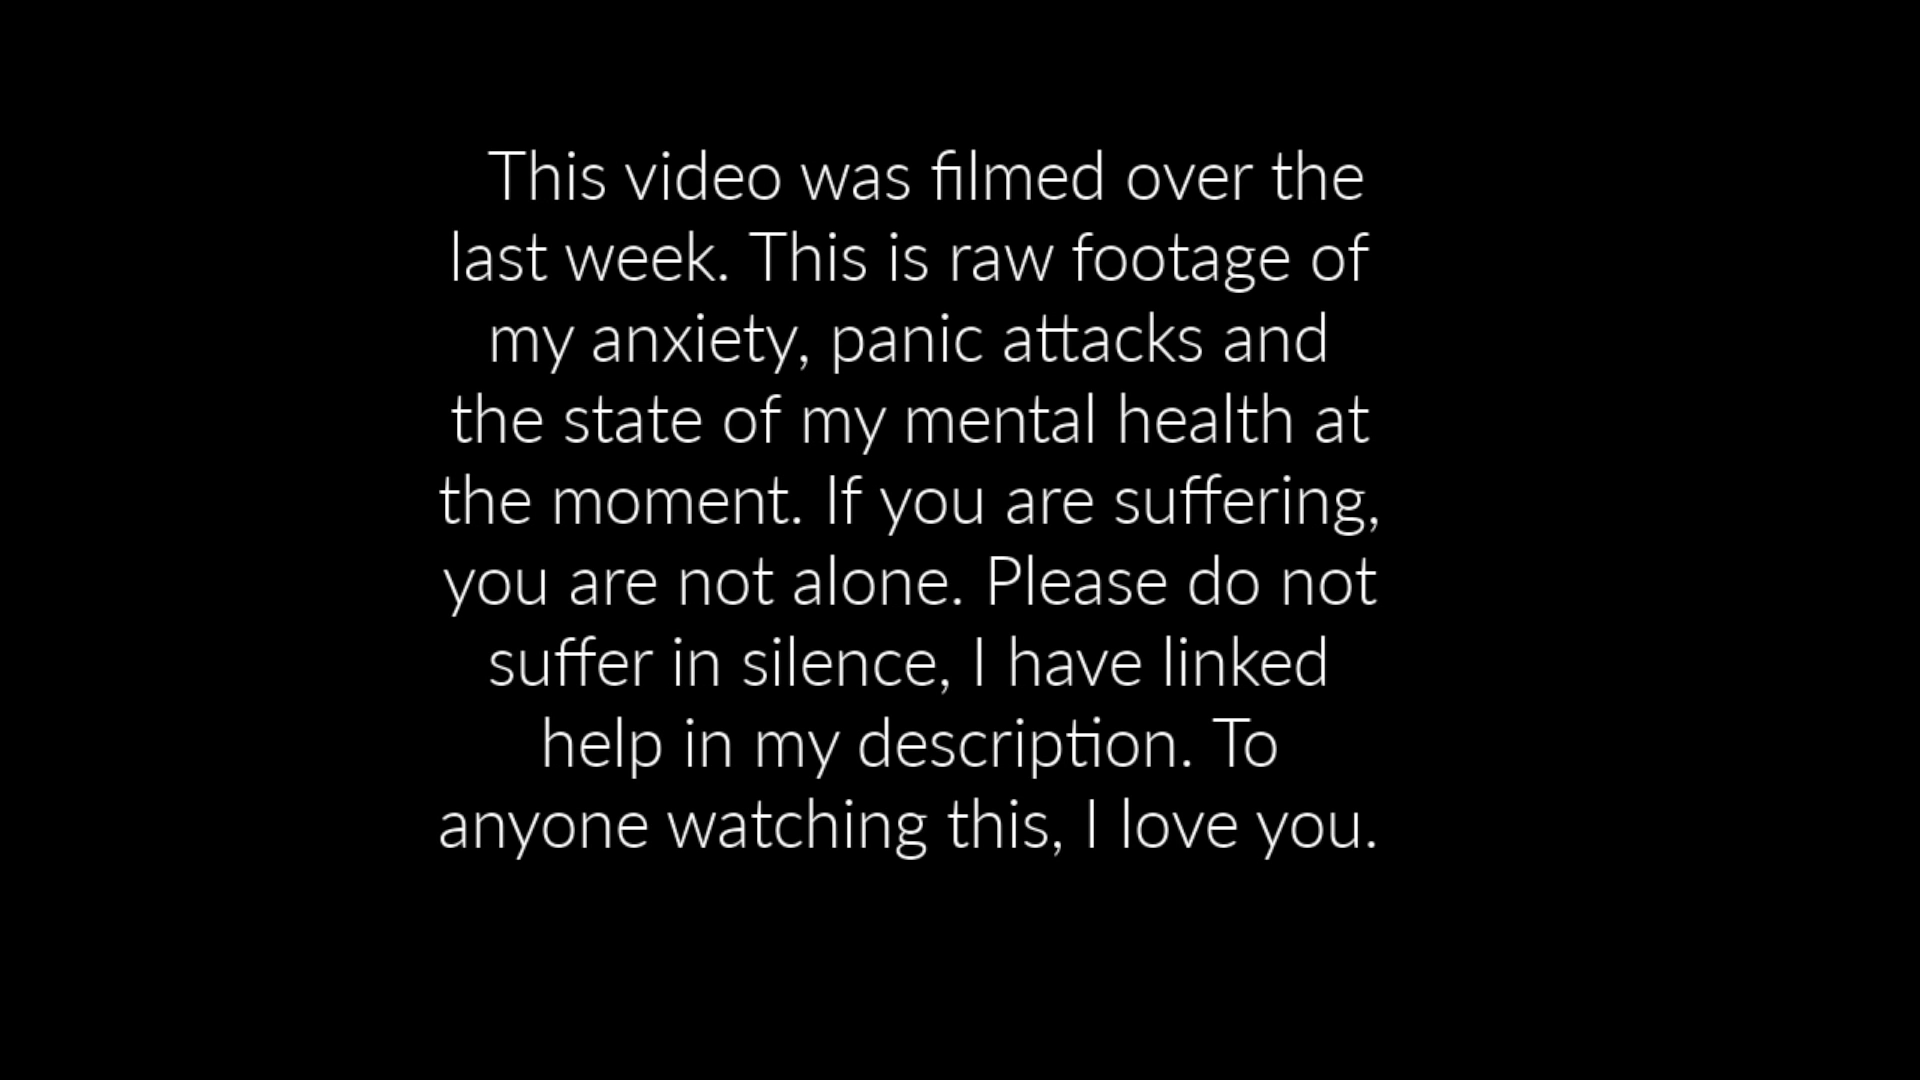 This video was filmed over the
last week. This is raw footage of
my anxiety, panic attacks and
the state of my mental health at
the moment. If you are suffering,
you are not alone. Please do not
suffer in silence, I have linked
help in my description. To
anyone watching this, I love you.